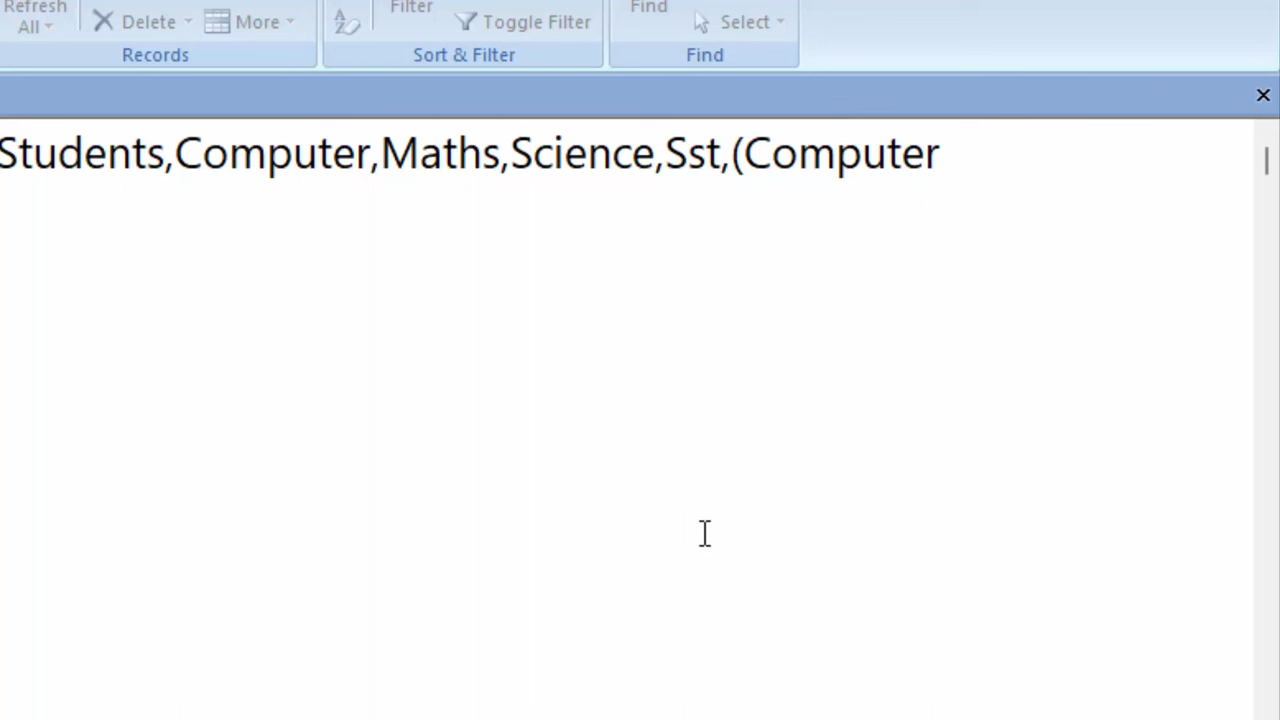 Refresh Filter Find
All Delete More Toggle Filter Select
Records Sort & Filter Find
Students,Computer,Maths,Science,Sst,(Computer